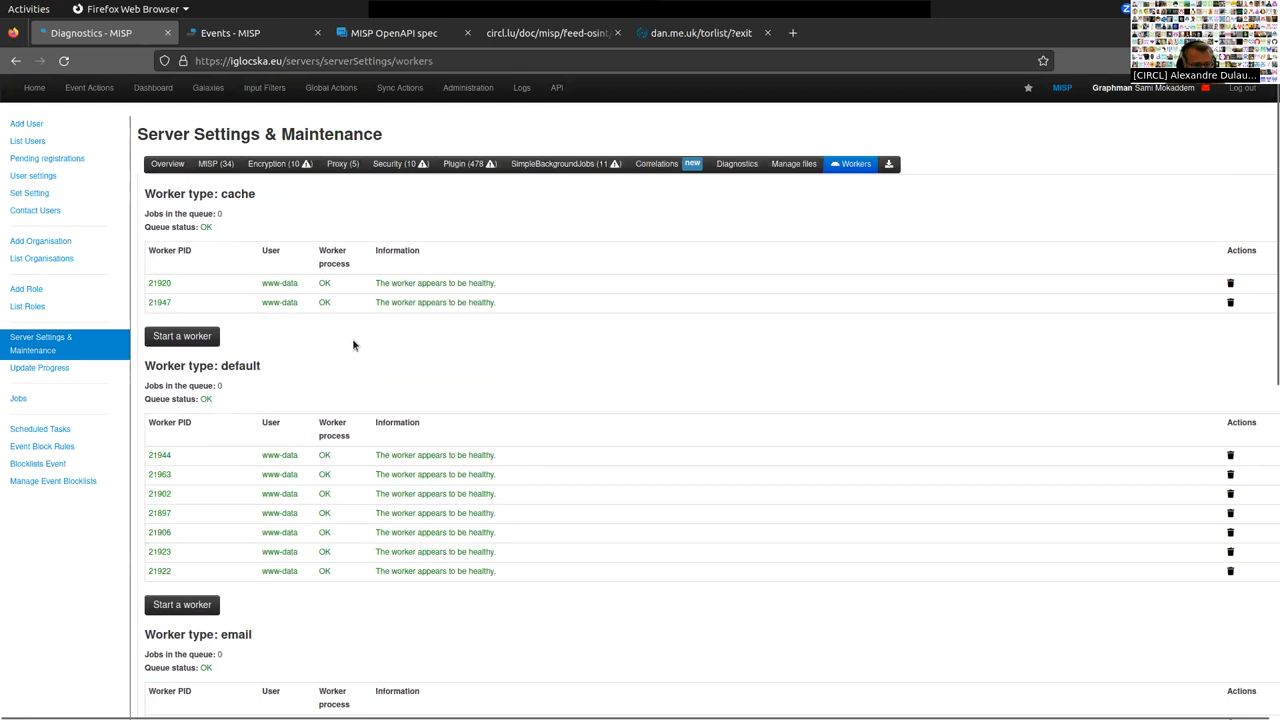 Activities
Firefox Web Browser
Diagnostics - MISP
Events - MISP
MISP OpenAPI spec
dan.me.uk/torlist/?exit
https://iglocska.eu/servers/serverSettings/workers
[CIRCL] Alexandre Dulau...
Home Event Actions Dashboard Galaxies Input Filters Global Actions Sync Actions Administration Logs API
MISP Graphman Sami Mokaddem Log out
Add User
List Users
Pending registrations
User settings
Set Setting
Contact Users
Add Organisation
List Organisations
Add Role
List Roles
Server Settings &
Maintenance
Update Progress
Jobs
Scheduled Tasks
Event Block Rules
Blocklists Event
Manage Event Blocklists
Server Settings & Maintenance
Overview MISP (34) Encryption (10 ) Proxy (5) Security (10 ) Plugin (478 ) SimpleBackgroundJobs (11 ) Correlations new Diagnostics Manage files Workers
Worker type: cache
Jobs in the queue: 0
Queue status: OK
Worker PID User Worker process Information Actions
21920 www-data OK The worker appears to be healthy.
21947 www-data OK The worker appears to be healthy.
Start a worker
Worker type: default
Jobs in the queue: 0
Queue status: OK
Worker PID User Worker process Information Actions
21944 www-data OK The worker appears to be healthy.
21963 www-data OK The worker appears to be healthy.
21902 www-data OK The worker appears to be healthy.
21897 www-data OK The worker appears to be healthy.
21906 www-data OK The worker appears to be healthy.
21923 www-data OK The worker appears to be healthy.
21922 www-data OK The worker appears to be healthy.
Start a worker
Worker type: email
Jobs in the queue: 0
Queue status: OK
Worker PID User Worker process Information Actions